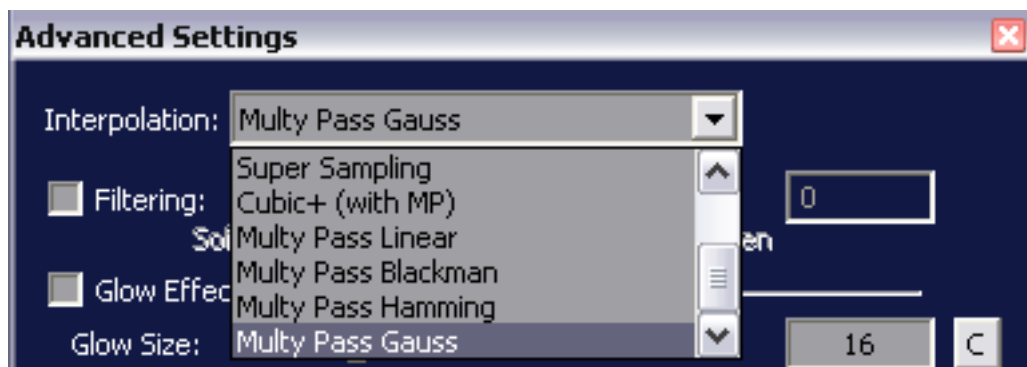 Advanced Settings
Interpolation: Multy Pass Gauss
Super Sampling
Filtering: Cubic+ (with MP) 0
Multy Pass Linear
Multy Pass Blackman
Glow Multy Pass Hamming
Glow Size: Multy Pass Gauss 16 C